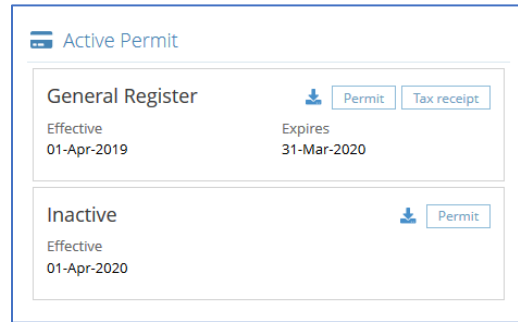 Active Permit
General Register Permit Tax receipt
Effective Expires
01-Apr-2019 31-Mar-2020
Inactive Permit
Effective
01-Apr-2020